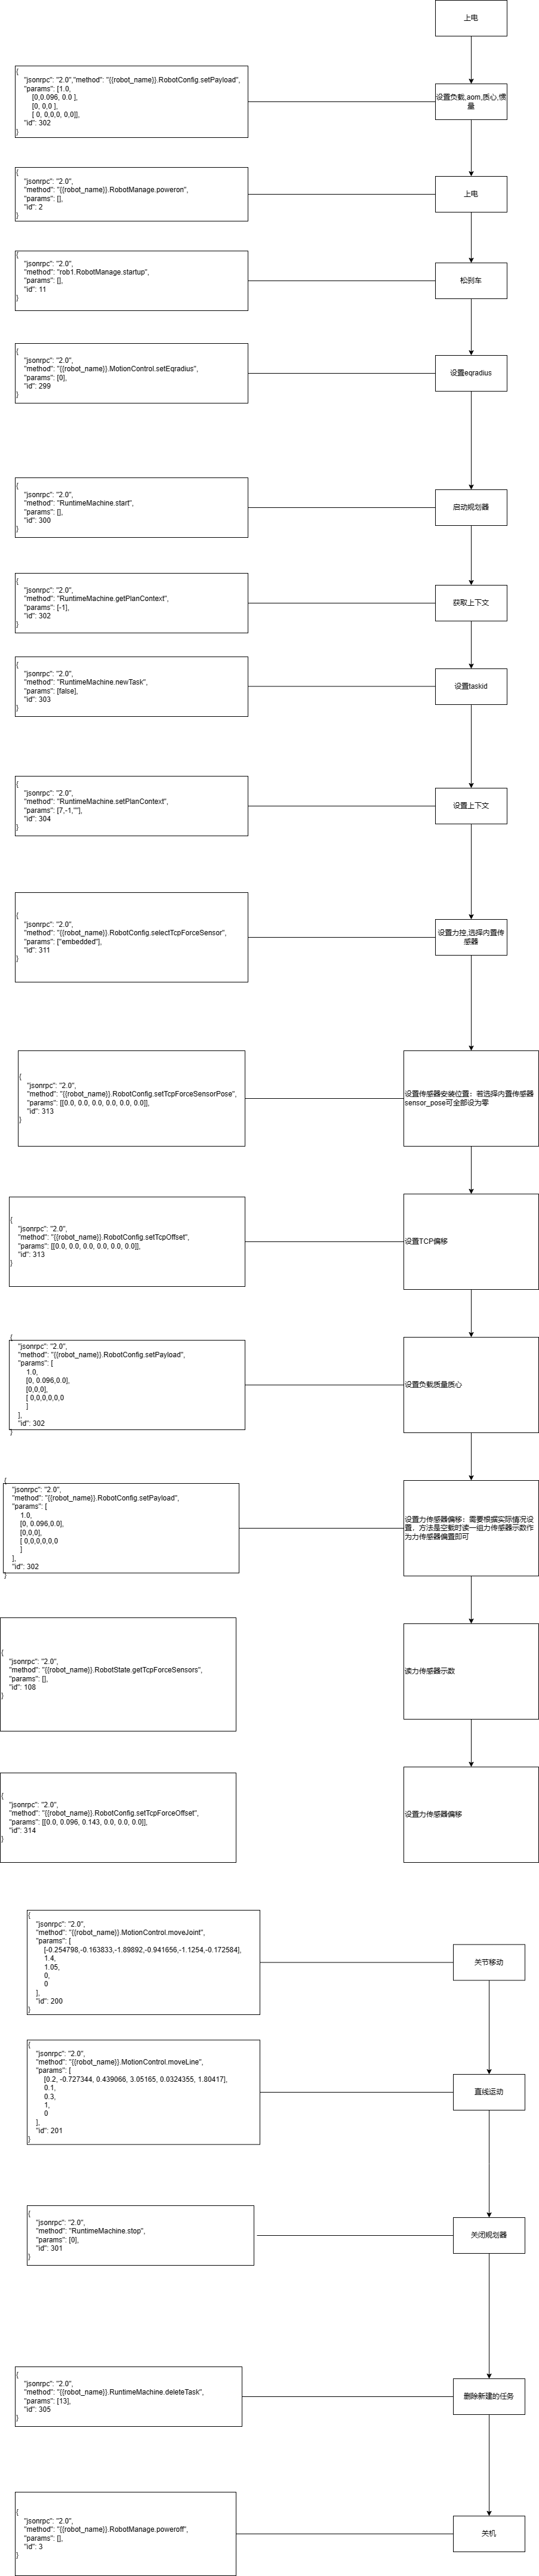 上电
{
"jsonrpc": "2.0","method": "{{robot_name}}.RobotConfig.setPayload",
"params": [1.0,
[0,0.096, 0.0 ],
[0, 0,0 ],
[ 0, 0,0,0, 0,0]],
"id": 302
}
设置负载,aom,质心,惯
量
{
"jsonrpc": "2.0",
"method": "{{robot_name}}.RobotManage.poweron",
"params": [],
"id": 2
}
上电
{
"jsonrpc": "2.0",
"method": "rob1.RobotManage.startup",
"params": [],
"id": 11
}
松刹车
{
"jsonrpc": "2.0",
"method": "{{robot_name}}.MotionControl.setEqradius",
"params": [0],
"id": 299
}
设置eqradius
{
"jsonrpc": "2.0",
"method": "RuntimeMachine.start",
"params": [],
"id": 300
}
启动规划器
{
"jsonrpc": "2.0",
"method": "RuntimeMachine.getPlanContext",
"params": [-1],
"id": 302
}
获取上下文
{
"jsonrpc": "2.0",
"method": "RuntimeMachine.newTask",
"params": [false],
"id": 303
}
设置taskid
{
"jsonrpc": "2.0",
"method": "RuntimeMachine.setPlanContext",
"params": [7,-1,""],
"id": 304
}
设置上下文
{
"jsonrpc": "2.0",
"method": "{{robot_name}}.RobotConfig.selectTcpForceSensor",
"params": ["embedded"],
"id": 311
}
设置力控,选择内置传
感器
{
"jsonrpc": "2.0",
"method": "{{robot_name}}.RobotConfig.setTcpForceSensorPose",
"params": [[0.0, 0.0, 0.0, 0.0, 0.0, 0.0]],
"id": 313
}
设置传感器安装位置：若选择内置传感器
sensor_pose可全部设为零
{
"jsonrpc": "2.0",
"method": "{{robot_name}}.RobotConfig.setTcpOffset",
"params": [[0.0, 0.0, 0.0, 0.0, 0.0, 0.0]],
"id": 313
}
设置TCP偏移
{
"jsonrpc": "2.0",
"method": "{{robot_name}}.RobotConfig.setPayload",
"params": [
1.0,
[0, 0.096,0.0],
[0,0,0],
[ 0,0,0,0,0,0
]
],
"id": 302
}
设置负载质量质心
{
"jsonrpc": "2.0",
"method": "{{robot_name}}.RobotConfig.setPayload",
"params": [
1.0,
[0, 0.096,0.0],
[0,0,0],
[ 0,0,0,0,0,0
]
],
"id": 302
}
设置力传感器偏移：需要根据实际情况设
置，方法是空载时读一组力传感器示数作
为力传感器偏置即可
{
"jsonrpc": "2.0",
"method": "{{robot_name}}.RobotState.getTcpForceSensors",
"params": [],
"id": 108
}
读力传感器示数
{
"jsonrpc": "2.0",
"method": "{{robot_name}}.RobotConfig.setTcpForceOffset",
"params": [[0.0, 0.096, 0.143, 0.0, 0.0, 0.0]],
"id": 314
}
设置力传感器偏移
{
"jsonrpc": "2.0",
"method": "{{robot_name}}.MotionControl.moveJoint",
"params": [
[-0.254798,-0.163833,-1.89892,-0.941656,-1.1254,-0.172584],
1.4,
1.05,
0,
0
],
"id": 200
}
关节移动
{
"jsonrpc": "2.0",
"method": "{{robot_name}}.MotionControl.moveLine",
"params": [
[0.2, -0.727344, 0.439066, 3.05165, 0.0324355, 1.80417],
0.1,
0.3,
1,
0
],
"id": 201
}
直线运动
{
"jsonrpc": "2.0",
"method": "RuntimeMachine.stop",
"params": [0],
"id": 301
}
关闭规划器
{
"jsonrpc": "2.0",
"method": "{{robot_name}}.RuntimeMachine.deleteTask",
"params": [13],
"id": 305
}
删除新建的任务
{
"jsonrpc": "2.0",
"method": "{{robot_name}}.RobotManage.poweroff",
"params": [],
"id": 3
}
关机